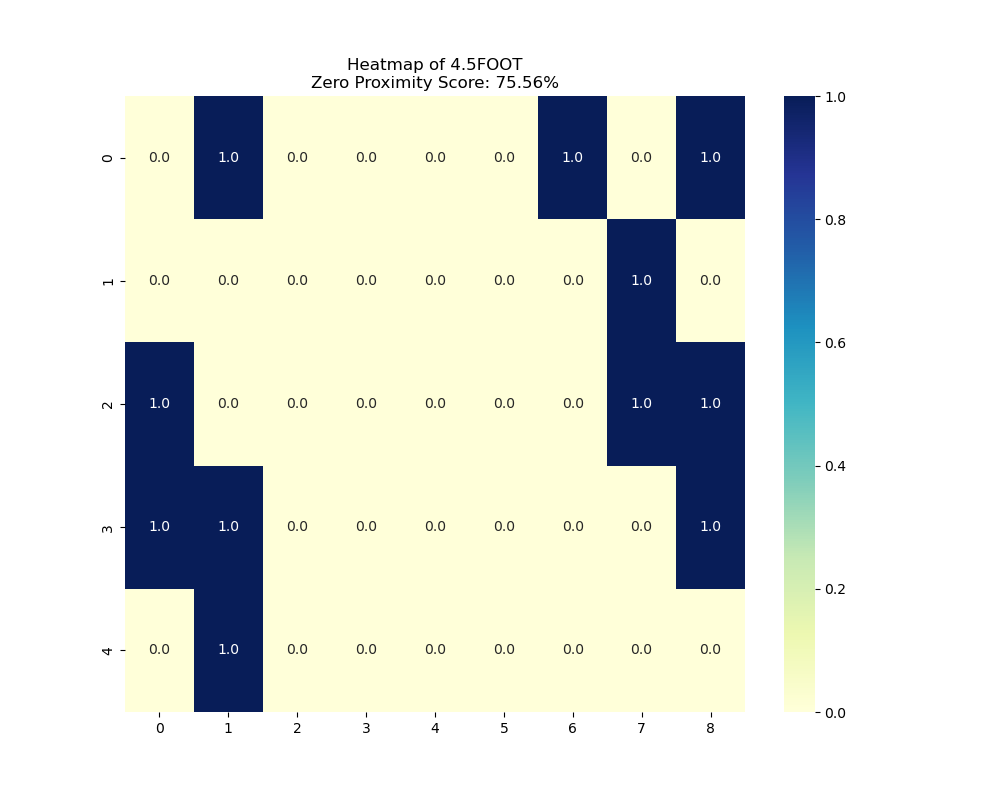 Heatmap of 4.5FOOT
Zero Proximity Score: 75.56%
0 0.0 1.0 0.0 0.0 0.0 0.0 1.0 0.0 1.0
1 0.0 0.0 0.0 0.0 0.0 0.0 0.0 1.0 0.0
2 1.0 0.0 0.0 0.0 0.0 0.0 0.0 1.0 1.0
3 1.0 1.0 0.0 0.0 0.0 0.0 0.0 0.0 1.0
4 0.0 1.0 0.0 0.0 0.0 0.0 0.0 0.0 0.0
0 1 2 3 4 5 6 7 8
1.0
0.8
0.6
0.4
0.2
0.0